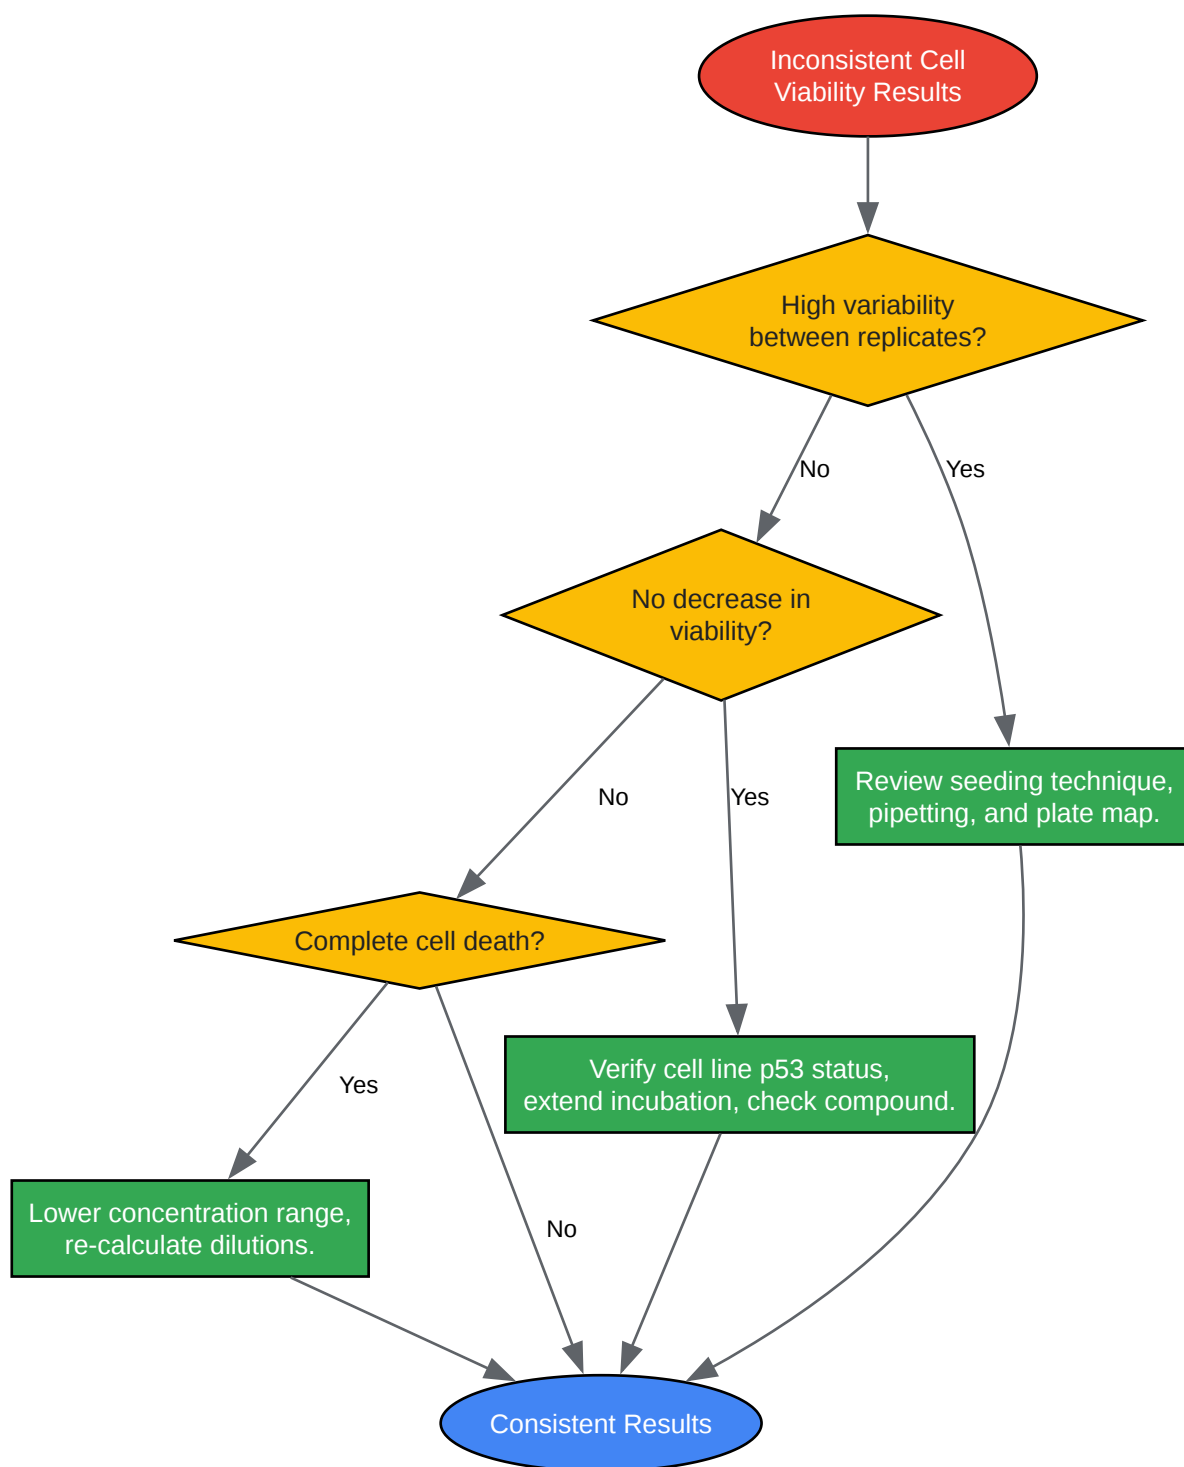 Inconsistent Cell
Viability Results
High variability
between replicates?
No
Yes
No decrease in
viability?
Review seeding technique,
pipetting, and plate map.
No
Yes
Complete cell death?
Verify cell line p53 status,
extend incubation, check compound.
Yes
Lower concentration range,
re-calculate dilutions.
No
Consistent Results